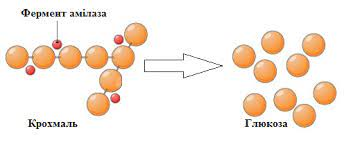 Фермент амілаза
Крохмаль
Глюкоза